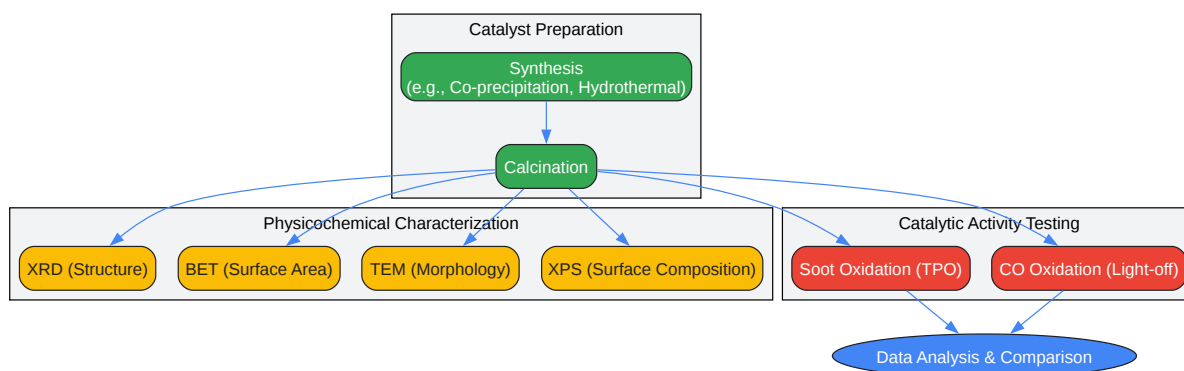 Catalyst Preparation
Synthesis
(e.g., Co-precipitation, Hydrothermal)
Calcination
Physicochemical Characterization
XRD (Structure)
BET (Surface Area)
TEM (Morphology)
XPS (Surface Composition)
Catalytic Activity Testing
Soot Oxidation (TPO)
CO Oxidation (Light-off)
Data Analysis & Comparison